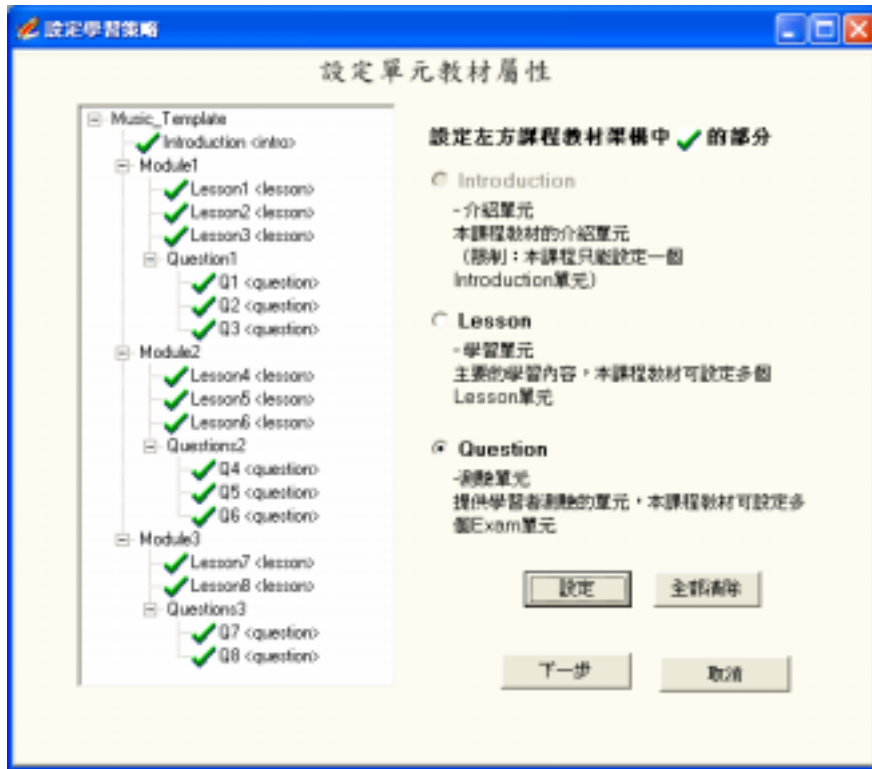 設定學習策略
設定單元教材屬性
Music_Template
Introduction <intro>
Module1
Lesson1 <lesson>
Lesson2 <lesson>
Lesson3 <lesson>
Question1
Q1 <question>
Q2 <question>
Q3 <question>
Module2
Lesson4 <lesson>
Lesson5 <lesson>
Lesson6 <lesson>
Questions2
Q4 <question>
Q5 <question>
Q6 <question>
Module3
Lesson7 <lesson>
Lesson8 <lesson>
Questions3
Q7 <question>
Q8 <question>
設定左方課程教材架構中 ✓ 的部分
Introduction
-介紹單元
本課程教材的介紹單元
（限制：本課程只能設定一個
Introduction單元）
Lesson
-學習單元
主要的學習內容，本課程教材可設定多個
Lesson單元
Question
-測驗單元
提供學習者測驗的單元，本課程教材可設定多
個Exam單元
設定
全部清除
下一步
取消